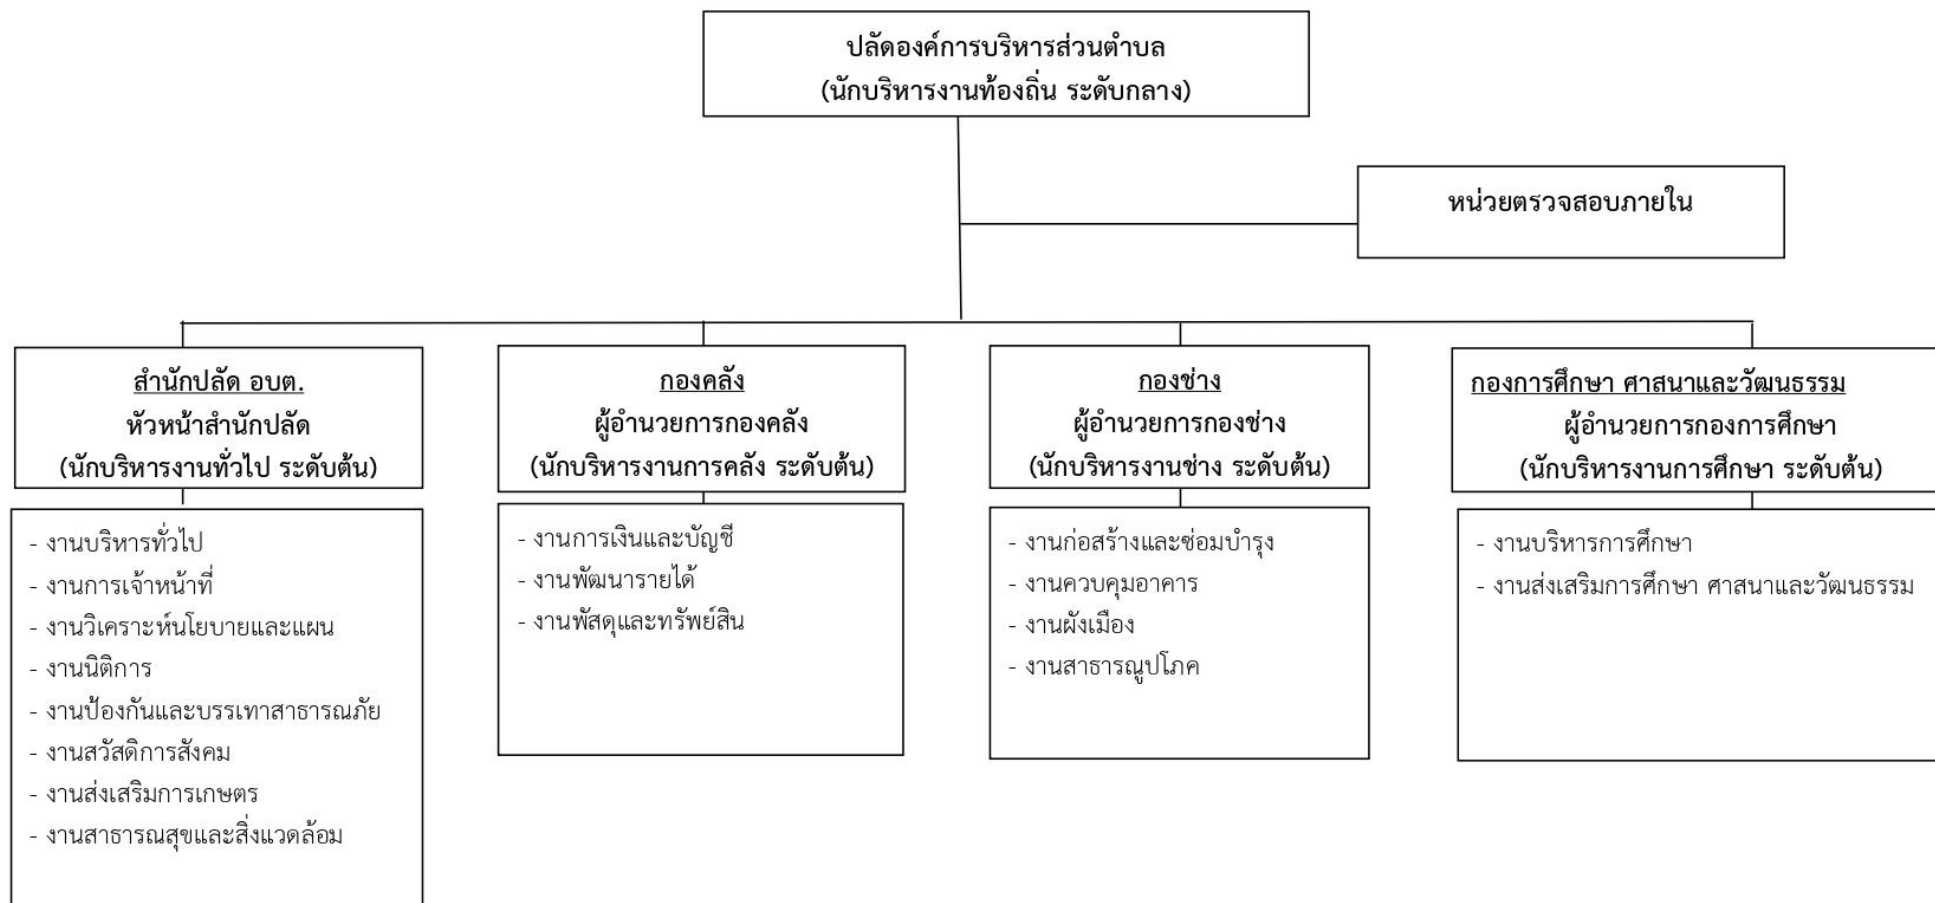 ปลัดองค์การบริหารส่วนตำบล
(นักบริหารงานท้องถิ่น ระดับกลาง)
หน่วยตรวจสอบภายใน
สำนักปลัด อบต.
หัวหน้าสำนักปลัด
(นักบริหารงานทั่วไป ระดับต้น)
- งานบริหารทั่วไป
- งานการเจ้าหน้าที่
- งานวิเคราะห์นโยบายและแผน
- งานนิติการ
- งานป้องกันและบรรเทาสาธารณภัย
- งานสวัสดิการสังคม
- งานส่งเสริมการเกษตร
- งานสาธารณสุขและสิ่งแวดล้อม
กองคลัง
ผู้อำนวยการกองคลัง
(นักบริหารงานการคลัง ระดับต้น)
- งานการเงินและบัญชี
- งานพัฒนารายได้
- งานพัสดุและทรัพย์สิน
กองช่าง
ผู้อำนวยการกองช่าง
(นักบริหารงานช่าง ระดับต้น)
- งานก่อสร้างและซ่อมบำรุง
- งานควบคุมอาคาร
- งานผังเมือง
- งานสาธารณูปโภค
กองการศึกษา ศาสนาและวัฒนธรรม
ผู้อำนวยการกองการศึกษา
(นักบริหารงานการศึกษา ระดับต้น)
- งานบริหารการศึกษา
- งานส่งเสริมการศึกษา ศาสนาและวัฒนธรรม